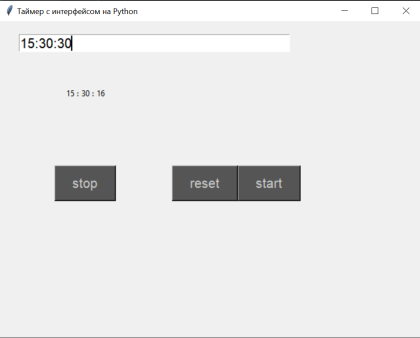 Таймер с интерфейсом на Python
15:30:30
15 : 30 : 16
stop reset start